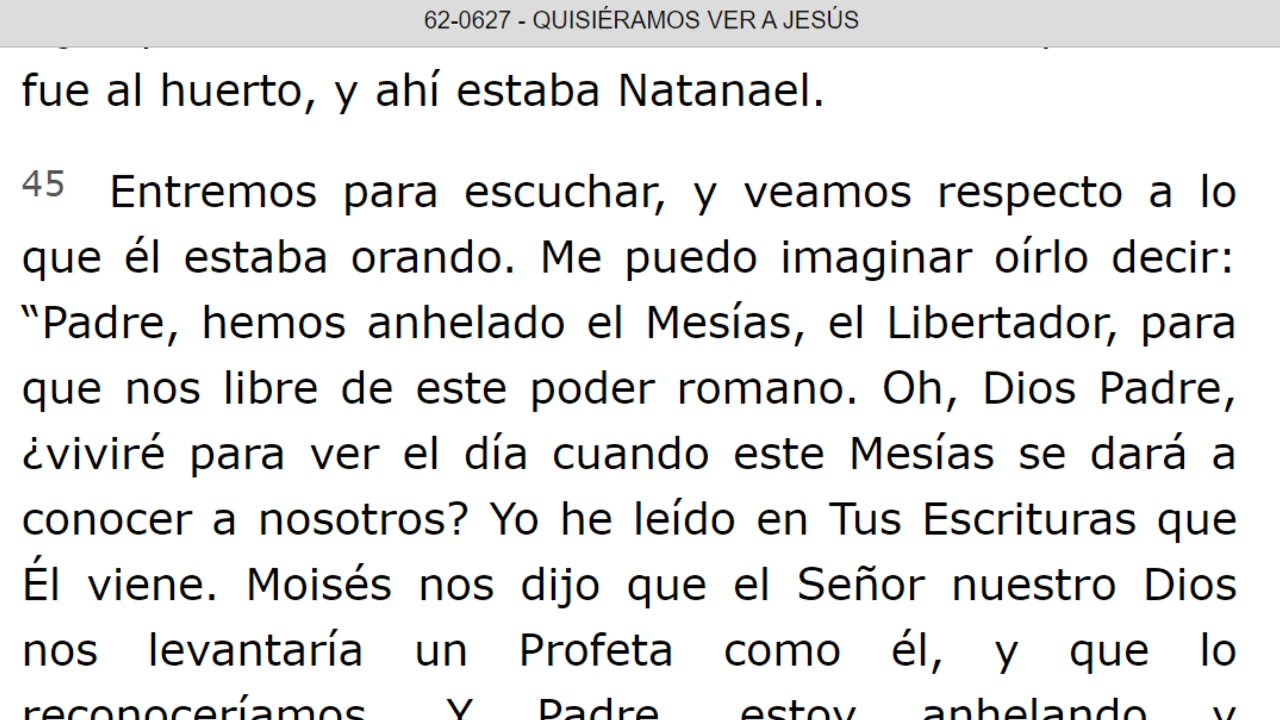 62-0627 - QUISIÉRAMOS VER A JESÚS
fue al huerto, y ahí estaba Natanael.
45 Entremos para escuchar, y veamos respecto a lo
que él estaba orando. Me puedo imaginar oírlo decir:
“Padre, hemos anhelado el Mesías, el Libertador, para
que nos libre de este poder romano. Oh, Dios Padre,
¿viviré para ver el día cuando este Mesías se dará a
conocer a nosotros? Yo he leído en Tus Escrituras que
Él viene. Moisés nos dijo que el Señor nuestro Dios
nos levantaría un Profeta como él, y que lo
reconoceríamos. Y Padre, estoy anhelando y